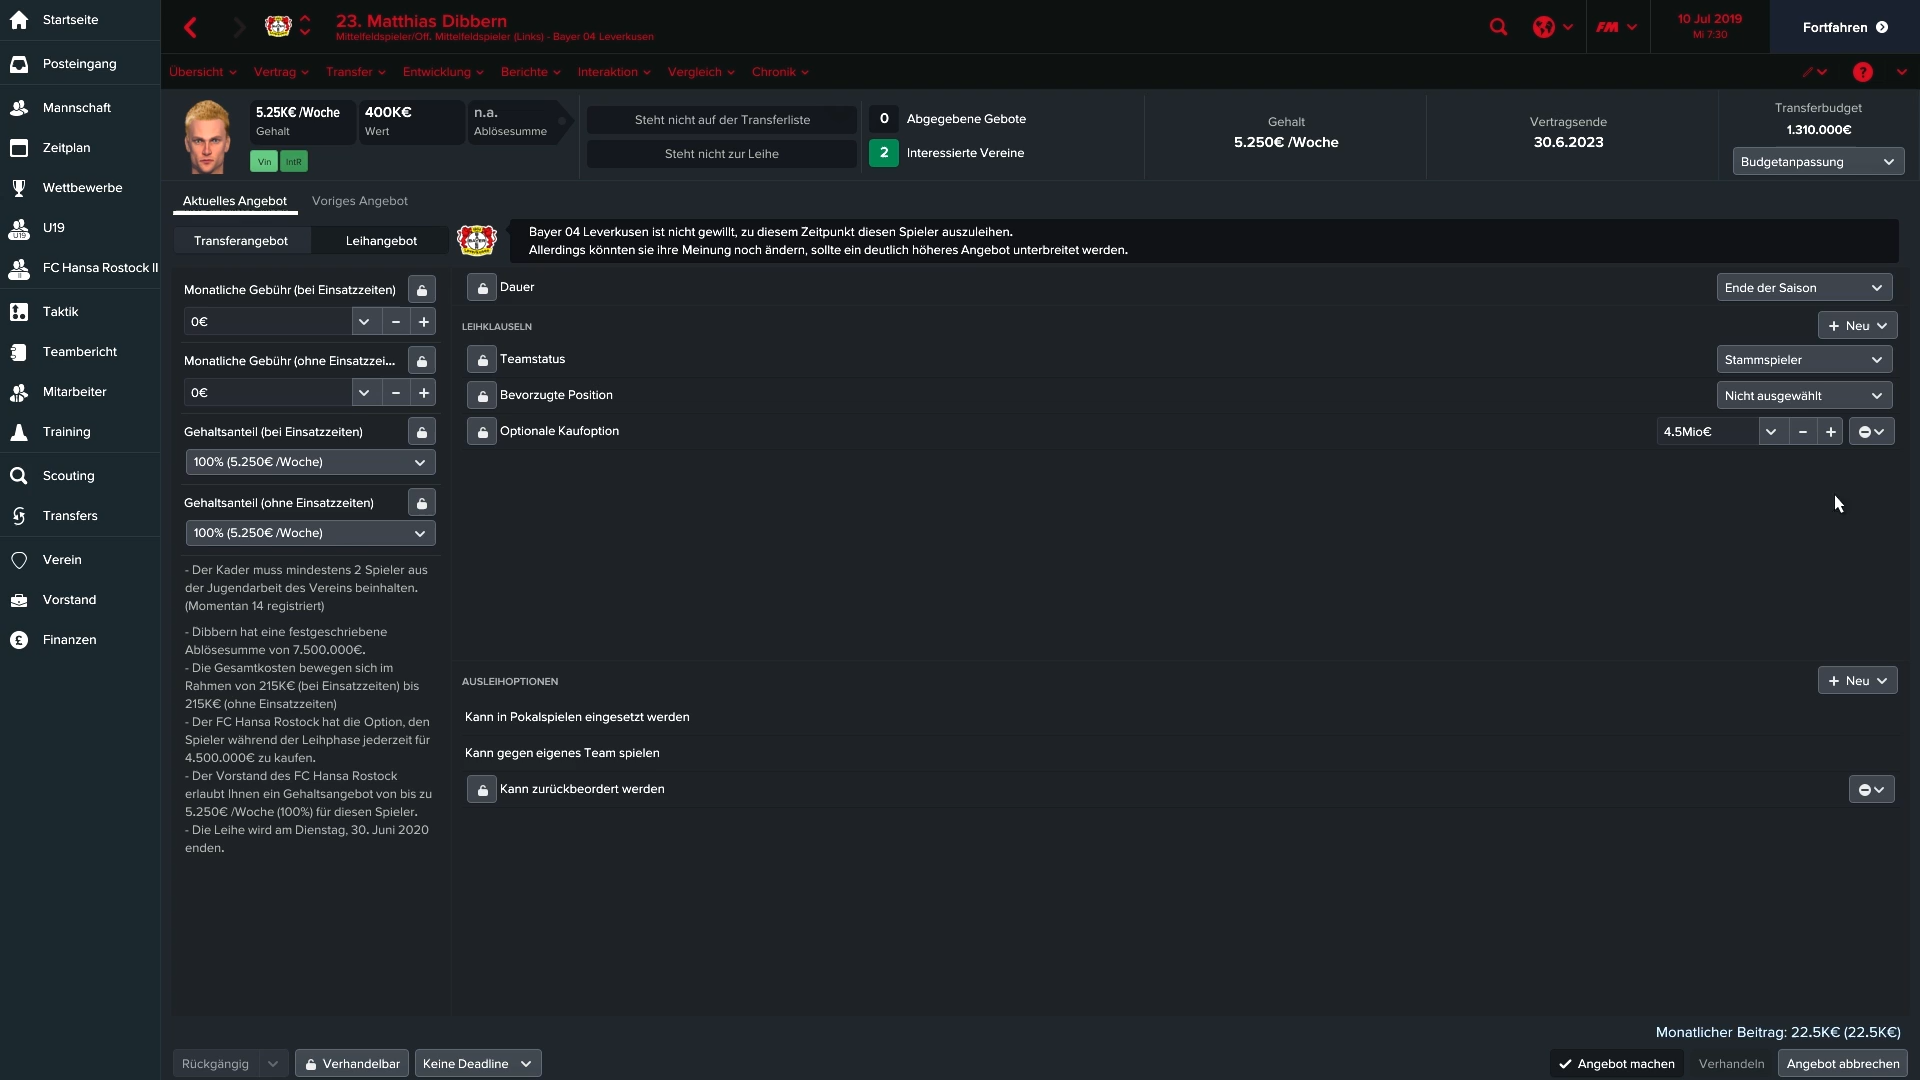 Startseite
Posteingang
Mannschaft
Zeitplan
Wettbewerbe
U19
FC Hansa Rostock II
Taktik
Teambericht
Mitarbeiter
Training
Scouting
Transfers
Verein
Vorstand
Finanzen
23. Matthias Dibbern
Mittelfeldspieler/Off. Mittelfeldspieler (Links) - Bayer 04 Leverkusen
FM
10 Jul 2019
Mi 7:30
Fortfahren
Übersicht Vertrag Transfer Entwicklung Berichte Interaktion Vergleich Chronik
?
5.25K€ /Woche
Gehalt
400K€
Wert
n.a.
Ablösesumme
Vin IntR
Steht nicht auf der Transferliste
Steht nicht zur Leihe
0 Abgegebene Gebote
2 Interessierte Vereine
Gehalt
5.250€ /Woche
Vertragsende
30.6.2023
Transferbudget
1.310.000€
Budgetanpassung
Aktuelles Angebot Voriges Angebot
Transferangebot Leihangebot
Bayer 04 Leverkusen ist nicht gewillt, zu diesem Zeitpunkt diesen Spieler auszuleihen.
Allerdings könnten sie ihre Meinung noch ändern, sollte ein deutlich höheres Angebot unterbreitet werden.
Monatliche Gebühr (bei Einsatzzeiten)
0€ - +
Monatliche Gebühr (ohne Einsatzzei...
0€ - +
Gehaltsanteil (bei Einsatzzeiten)
100% (5.250€ /Woche)
Gehaltsanteil (ohne Einsatzzeiten)
100% (5.250€ /Woche)
- Der Kader muss mindestens 2 Spieler aus
der Jugendarbeit des Vereins beinhalten.
(Momentan 14 registriert)
- Dibbern hat eine festgeschriebene
Ablösesumme von 7.500.000€.
- Die Gesamtkosten bewegen sich im
Rahmen von 215K€ (bei Einsatzzeiten) bis
215K€ (ohne Einsatzzeiten)
- Der FC Hansa Rostock hat die Option, den
Spieler während der Leihphase jederzeit für
4.500.000€ zu kaufen.
- Der Vorstand des FC Hansa Rostock
erlaubt Ihnen ein Gehaltsangebot von bis zu
5.250€ /Woche (100%) für diesen Spieler.
- Die Leihe wird am Dienstag, 30. Juni 2020
enden.
Dauer Ende der Saison
LEIHKLAUSELN + Neu
Teamstatus Stammspieler
Bevorzugte Position Nicht ausgewählt
Optionale Kaufoption 4.5Mio€ - +
AUSLEIHOPTIONEN + Neu
Kann in Pokalspielen eingesetzt werden
Kann gegen eigenes Team spielen
Kann zurückbeordert werden
Monatlicher Beitrag: 22.5K€ (22.5K€)
Rückgängig Verhandelbar Keine Deadline Angebot machen Verhandeln Angebot abbrechen